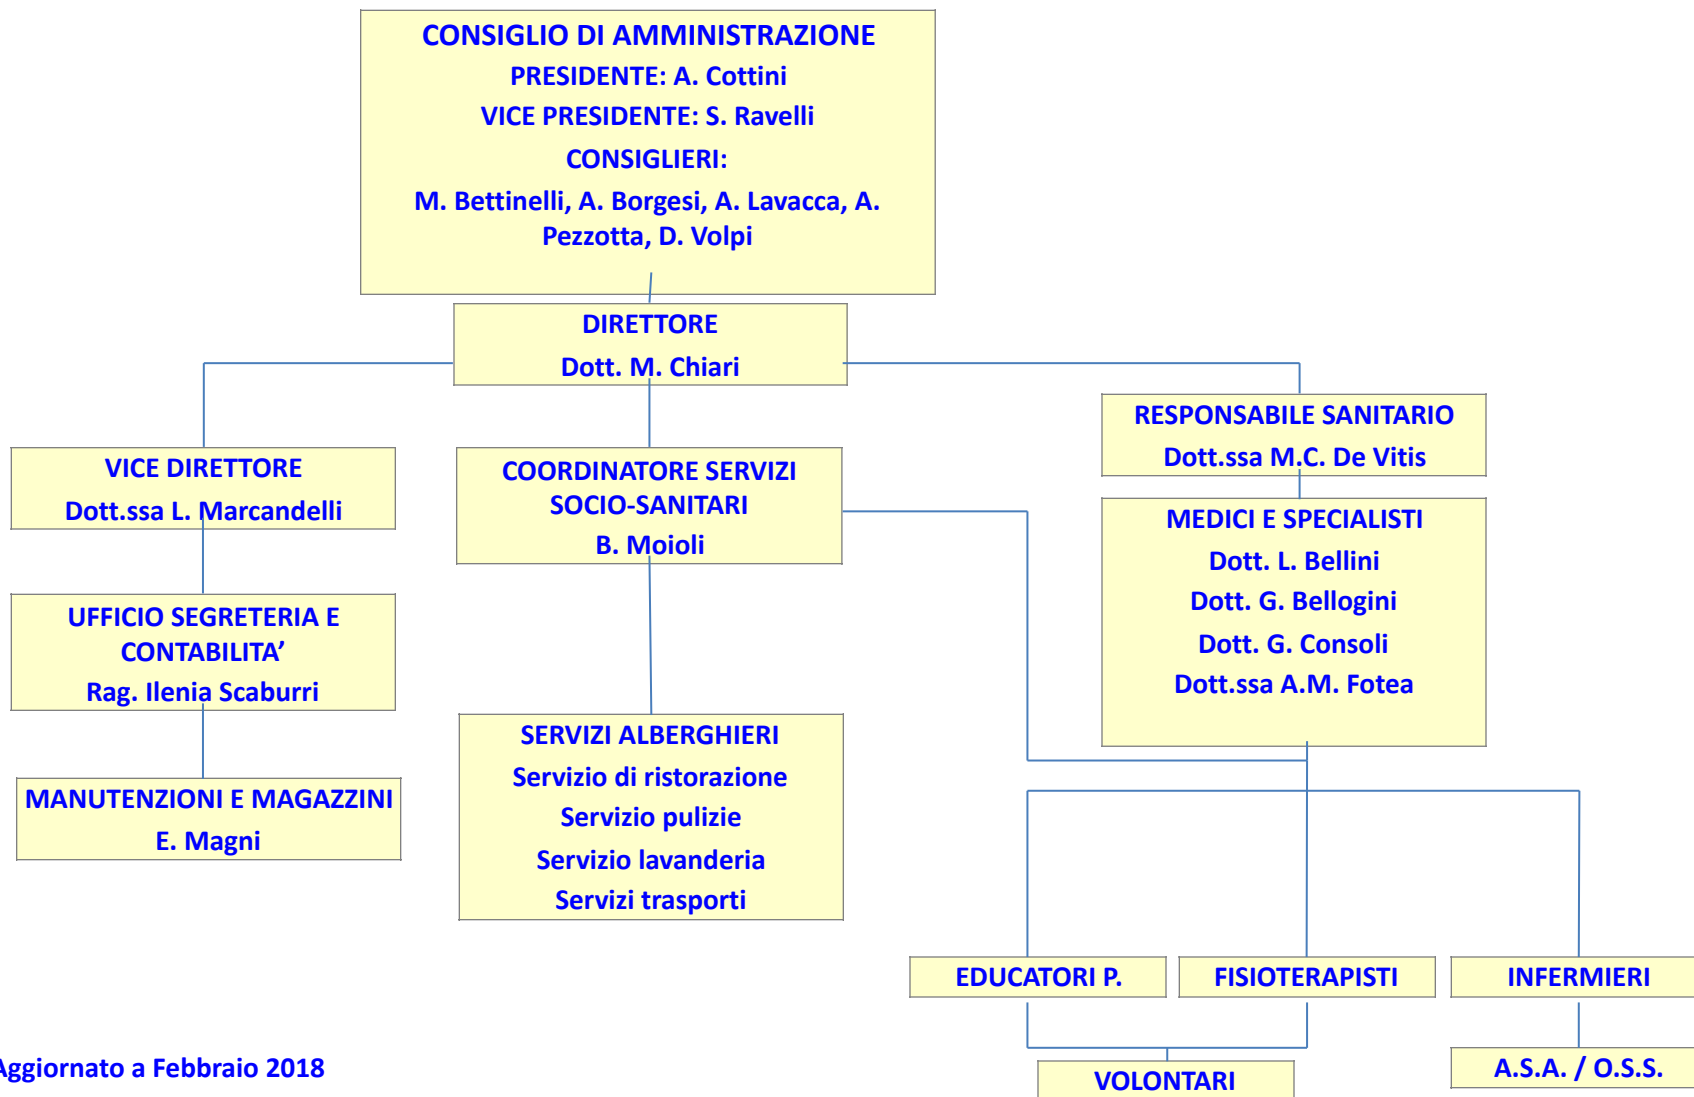 CONSIGLIO DI AMMINISTRAZIONE
PRESIDENTE: A. Cottini
VICE PRESIDENTE: S. Ravelli
CONSIGLIERI:
M. Bettinelli, A. Borgesi, A. Lavacca, A.
Pezzotta, D. Volpi
DIRETTORE
Dott. M. Chiari
VICE DIRETTORE
Dott.ssa L. Marcandelli
COORDINATORE SERVIZI
SOCIO-SANITARI
B. Moioli
RESPONSABILE SANITARIO
Dott.ssa M.C. De Vitis
MEDICI E SPECIALISTI
Dott. L. Bellini
Dott. G. Bellogini
Dott. G. Consoli
Dott.ssa A.M. Fotea
UFFICIO SEGRETERIA E
CONTABILITA’
Rag. Ilenia Scaburri
MANUTENZIONI E MAGAZZINI
E. Magni
SERVIZI ALBERGHIERI
Servizio di ristorazione
Servizio pulizie
Servizio lavanderia
Servizi trasporti
EDUCATORI P.
FISIOTERAPISTI
INFERMIERI
VOLONTARI
A.S.A. / O.S.S.
Aggiornato a Febbraio 2018